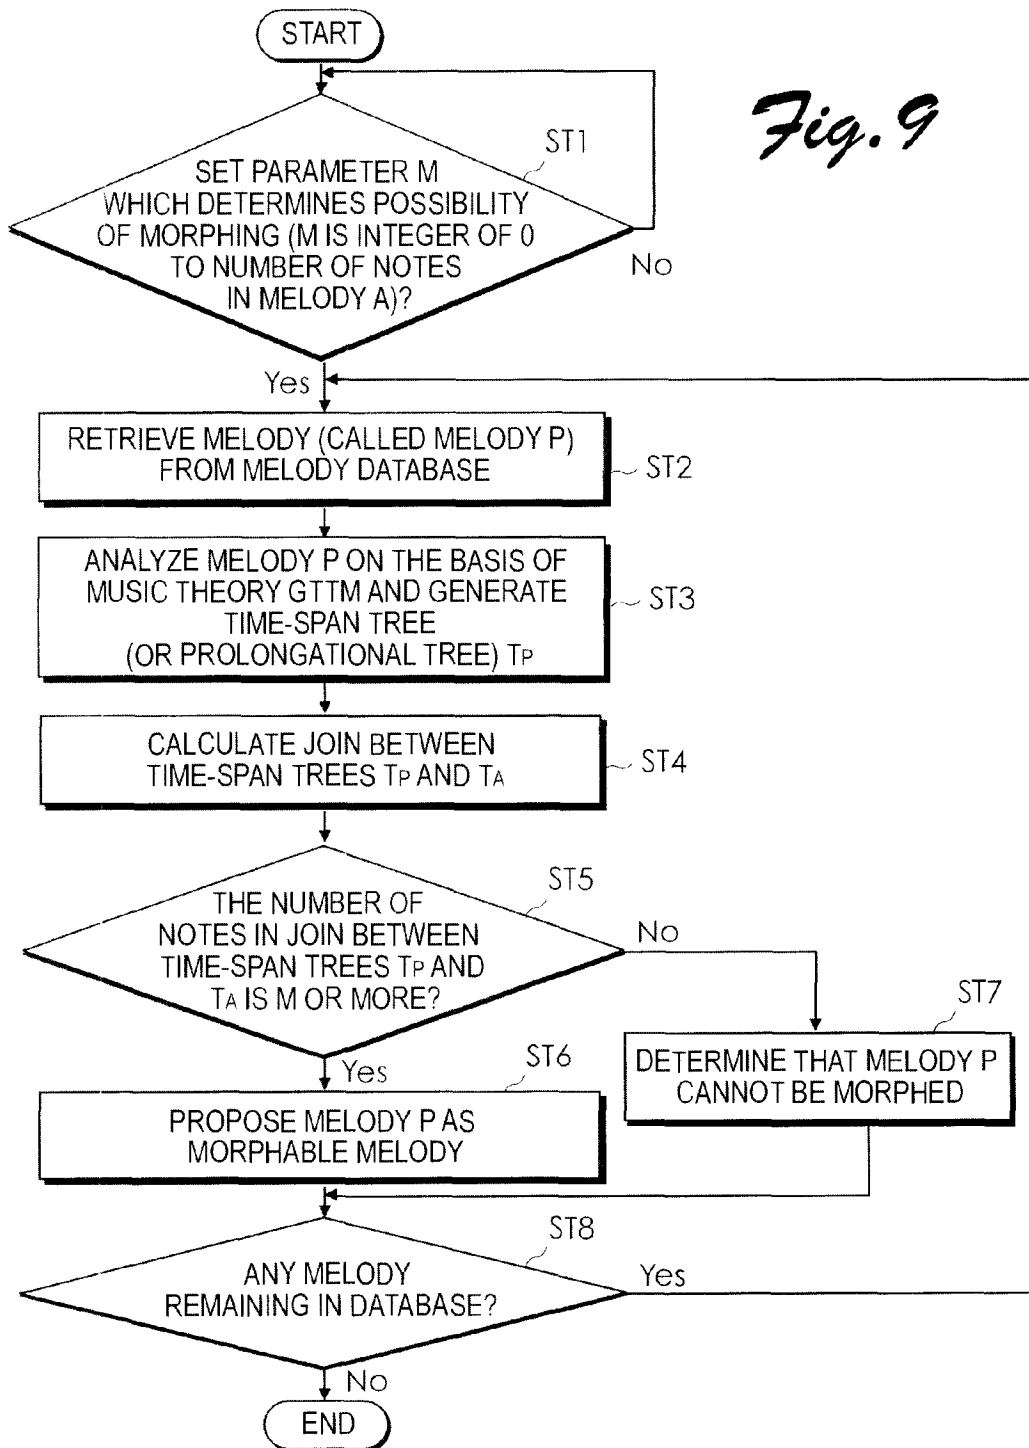 START
Fig. 9
ST1
SET PARAMETER M
WHICH DETERMINES POSSIBILITY
OF MORPHING (M IS INTEGER OF 0
TO NUMBER OF NOTES
IN MELODY A)?
No
Yes
RETRIEVE MELODY (CALLED MELODY P)
FROM MELODY DATABASE
ST2
ANALYZE MELODY P ON THE BASIS OF
MUSIC THEORY GTTM AND GENERATE
TIME-SPAN TREE
(OR PROLONGATIONAL TREE) TP
ST3
CALCULATE JOIN BETWEEN
TIME-SPAN TREES TP AND TA
ST4
ST5
THE NUMBER OF
NOTES IN JOIN BETWEEN
TIME-SPAN TREES TP AND
TA IS M OR MORE?
No
Yes
ST7
DETERMINE THAT MELODY P
CANNOT BE MORPHED
ST6
PROPOSE MELODY P AS
MORPHABLE MELODY
ST8
ANY MELODY
REMAINING IN DATABASE?
Yes
No
END